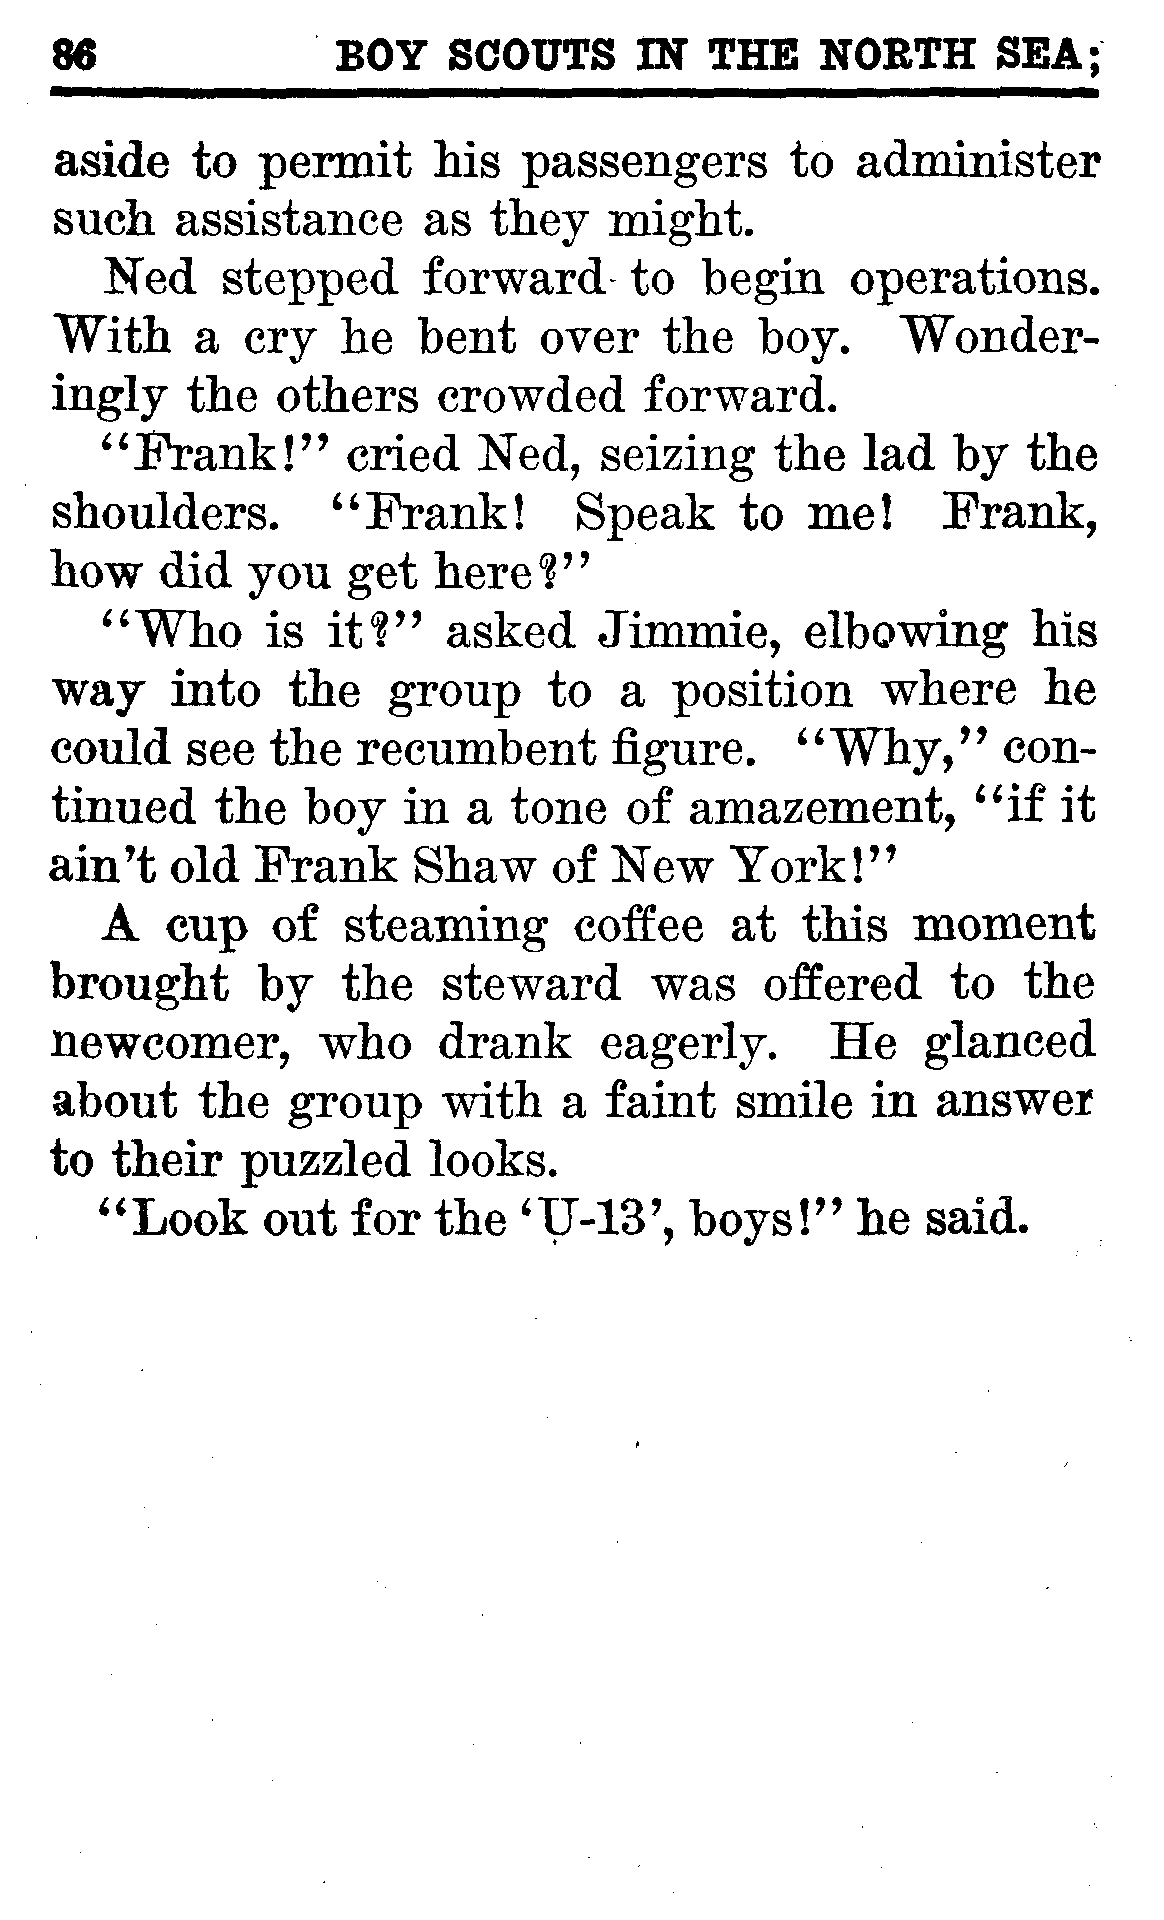 86 BOY SCOUTS IN THE NORTH SEA;
aside to permit his passengers to administer
such assistance as they might.
Ned stepped forward to begin operations.
With a cry he bent over the boy. Wonder-
ingly the others crowded forward.
“Frank!” cried Ned, seizing the lad by the
shoulders. “Frank! Speak to me! Frank,
how did you get here?”
“Who is it?” asked Jimmie, elbowing his
way into the group to a position where he
could see the recumbent figure. “Why,” con-
tinued the boy in a tone of amazement, “if it
ain’t old Frank Shaw of New York!”
A cup of steaming coffee at this moment
brought by the steward was offered to the
newcomer, who drank eagerly. He glanced
about the group with a faint smile in answer
to their puzzled looks.
“Look out for the ‘U-13’, boys!” he said.